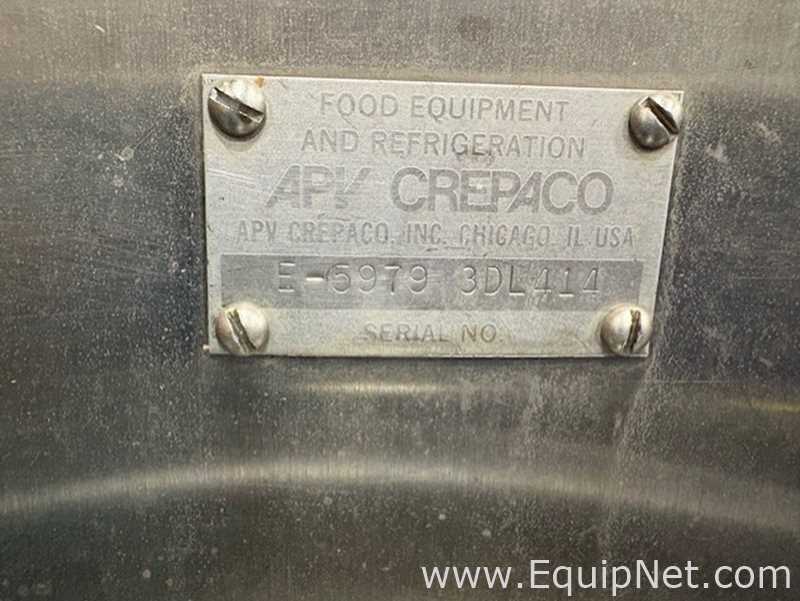 FOOD EQUIPMENT
AND REFRIGERATION
APV CREPACO
APV CREPACO, INC. CHICAGO, IL USA
E-5979 3DL414
SERIAL NO.
www.EquipNet.com